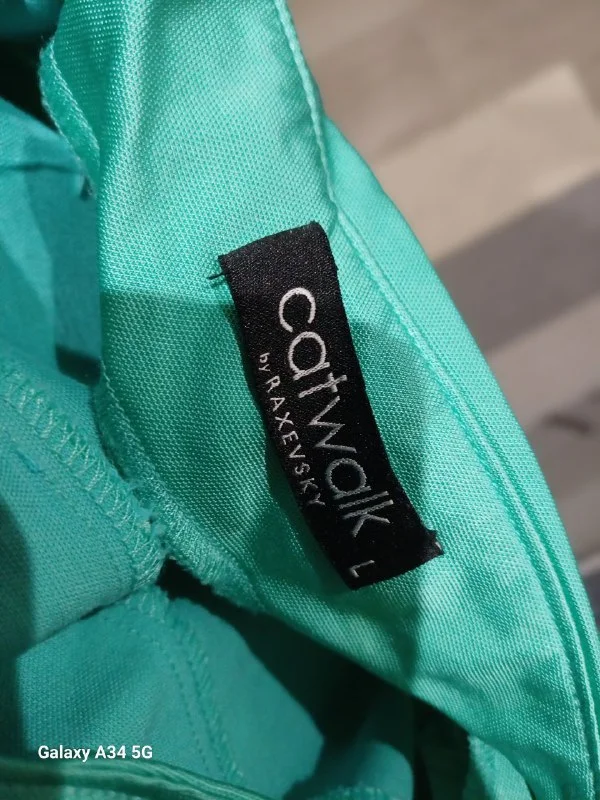 catwalk
by RAXEVSKY
L
Galaxy A34 5G